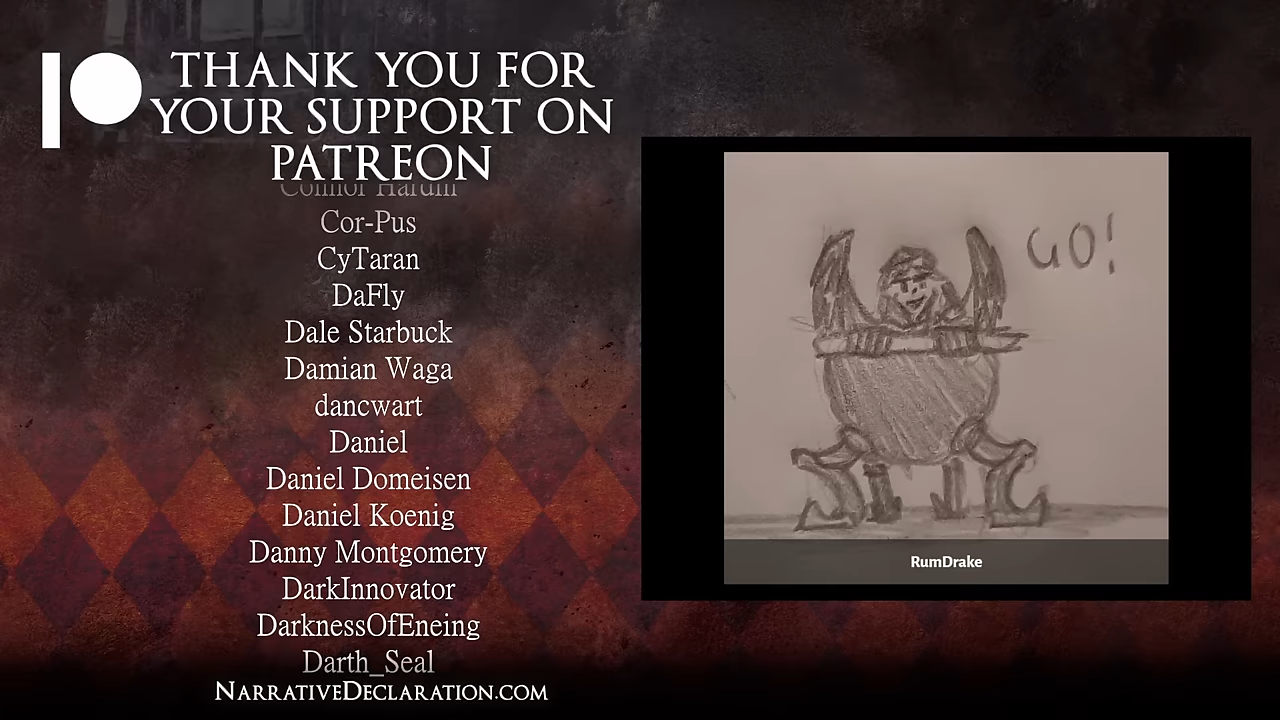 THANK YOU FOR
YOUR SUPPORT ON
PATREON
Cor-Pus
CyTaran
DaFly
Dale Starbuck
Damian Waga
dancwart
Daniel
Daniel Domeisen
Daniel Koenig
Danny Montgomery
DarkInnovator
DarknessOfEneing
Darth_Seal
NARRATIVEDECLARATION.COM
GO!
RumDrake